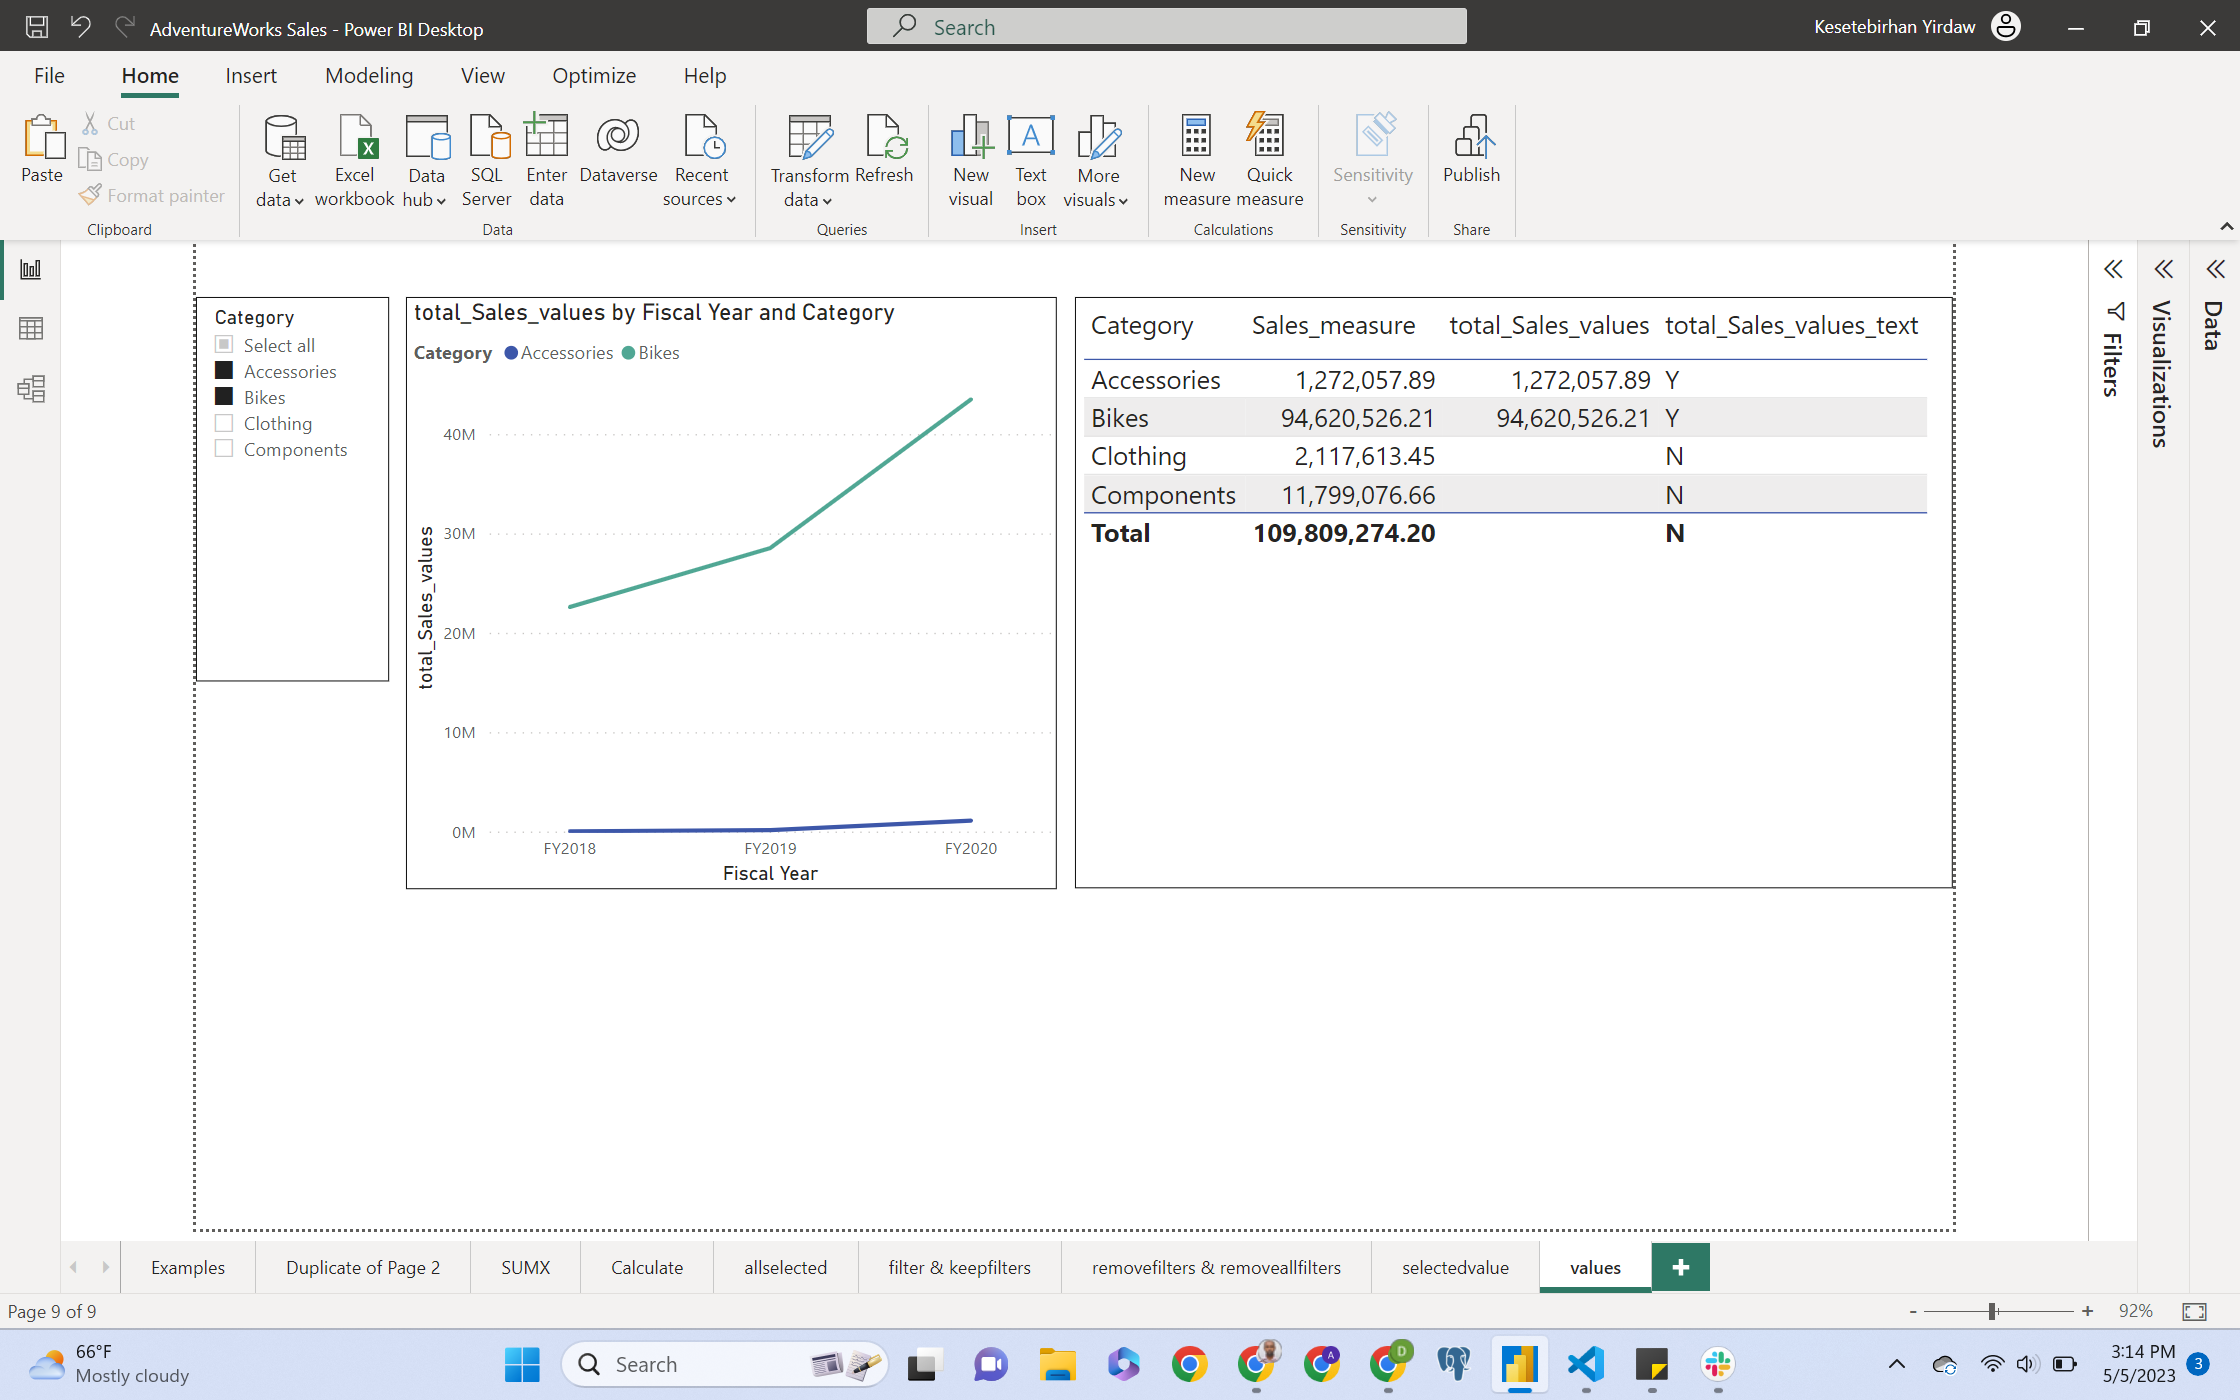 AdventureWorks Sales - Power BI Desktop
Search
Kesetebirhan Yirdaw
File Home Insert Modeling View Optimize Help
Paste
Cut
Copy
Format painter
Clipboard
Get data
Excel workbook
Data hub
SQL Server
Enter data
Dataverse
Recent sources
Data
Transform data
Refresh
Queries
New visual
A
Text box
More visuals
Insert
New measure
Quick measure
Calculations
Sensitivity
Sensitivity
Publish
Share
Category
Select all
Accessories
Bikes
Clothing
Components
total_Sales_values by Fiscal Year and Category
Category Accessories Bikes
total_Sales_values
40M
30M
20M
10M
0M
FY2018 FY2019 FY2020
Fiscal Year
Category Sales_measure total_Sales_values total_Sales_values_text
Accessories 1,272,057.89 1,272,057.89 Y
Bikes 94,620,526.21 94,620,526.21 Y
Clothing 2,117,613.45 N
Components 11,799,076.66 N
Total 109,809,274.20 N
Filters
Visualizations
Data
Examples Duplicate of Page 2 SUMX Calculate allselected filter & keepfilters removefilters & removeallfilters selectedvalue values +
Page 9 of 9
- + 92%
66°F
Mostly cloudy
Search
A
D
3:14 PM
5/5/2023
3